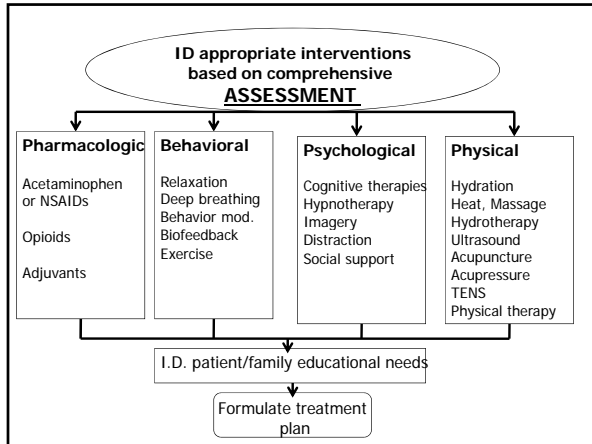 ID appropriate interventions
based on comprehensive
ASSESSMENT
Pharmacologic
Acetaminophen
or NSAIDs
Opioids
Adjuvants
Behavioral
Relaxation
Deep breathing
Behavior mod.
Biofeedback
Exercise
Psychological
Cognitive therapies
Hypnotherapy
Imagery
Distraction
Social support
Physical
Hydration
Heat, Massage
Hydrotherapy
Ultrasound
Acupuncture
Acupressure
TENS
Physical therapy
I.D. patient/family educational needs
Formulate treatment
plan